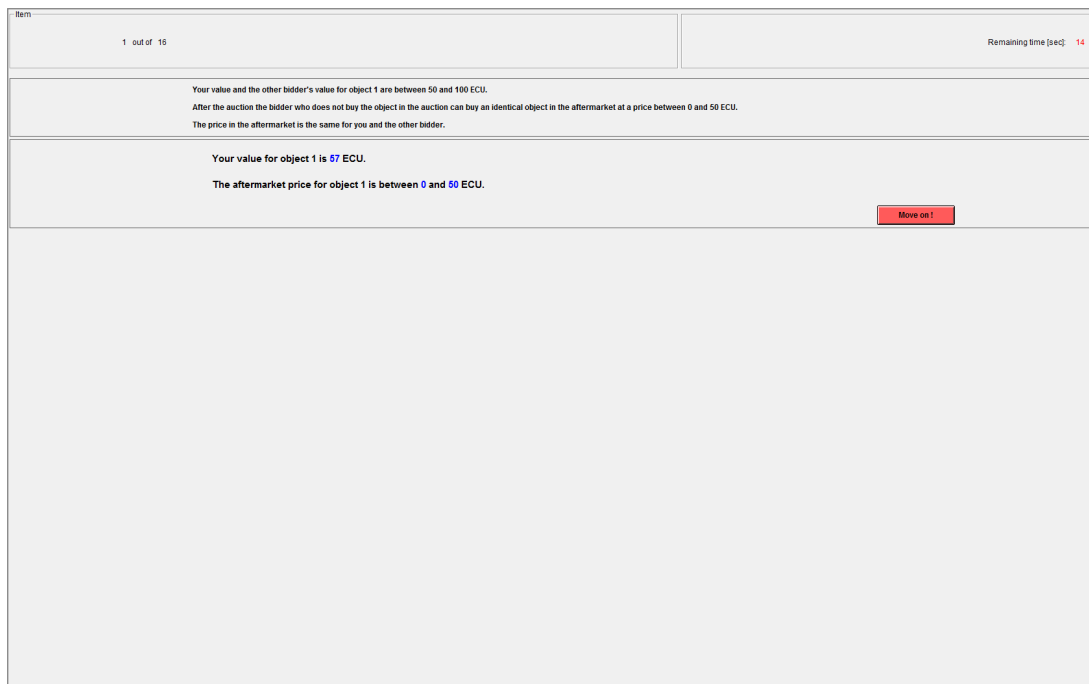 Item
1 out of 16
Remaining time [sec]: 14
Your value and the other bidder's value for object 1 are between 50 and 100 ECU.
After the auction the bidder who does not buy the object in the auction can buy an identical object in the aftermarket at a price between 0 and 50 ECU.
The price in the aftermarket is the same for you and the other bidder.
Your value for object 1 is 57 ECU.
The aftermarket price for object 1 is between 0 and 50 ECU.
Move on !